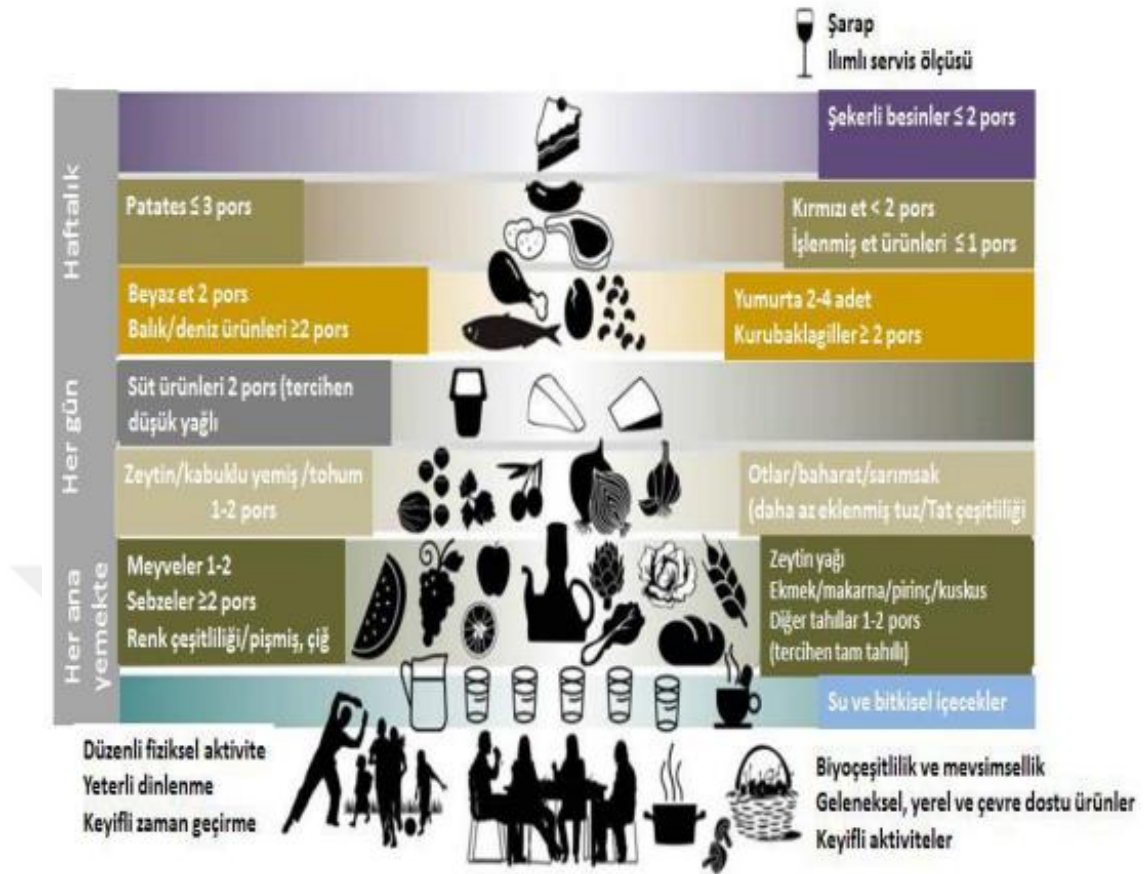 Şarap
Ilımlı servis ölçüsü
Haftalık
Şekerli besinler ≤ 2 pors
Patates ≤ 3 pors
Kırmızı et < 2 pors
İşlenmiş et ürünleri ≤ 1 pors
Beyaz et 2 pors
Balık/deniz ürünleri ≥2 pors
Yumurta 2-4 adet
Kurubaklagiller ≥ 2 pors
Her gün
Süt ürünleri 2 pors (tercihen
düşük yağlı
Zeytin/kabuklu yemiş /tohum
1-2 pors
Otlar/baharat/sarımsak
(daha az eklenmiş tuz/Tat çeşitliliği
Her ana
yemekte
Meyveler 1-2
Sebzeler ≥2 pors
Renk çeşitliliği/pişmiş, çiğ
Zeytin yağı
Ekmek/makarna/pirinç/kuskus
Diğer tahıllar 1-2 pors
(tercihen tam tahıllı)
Su ve bitkisel içecekler
Düzenli fiziksel aktivite
Yeterli dinlenme
Keyifli zaman geçirme
Biyoçeşitlilik ve mevsimsellik
Geleneksel, yerel ve çevre dostu ürünler
Keyifli aktiviteler